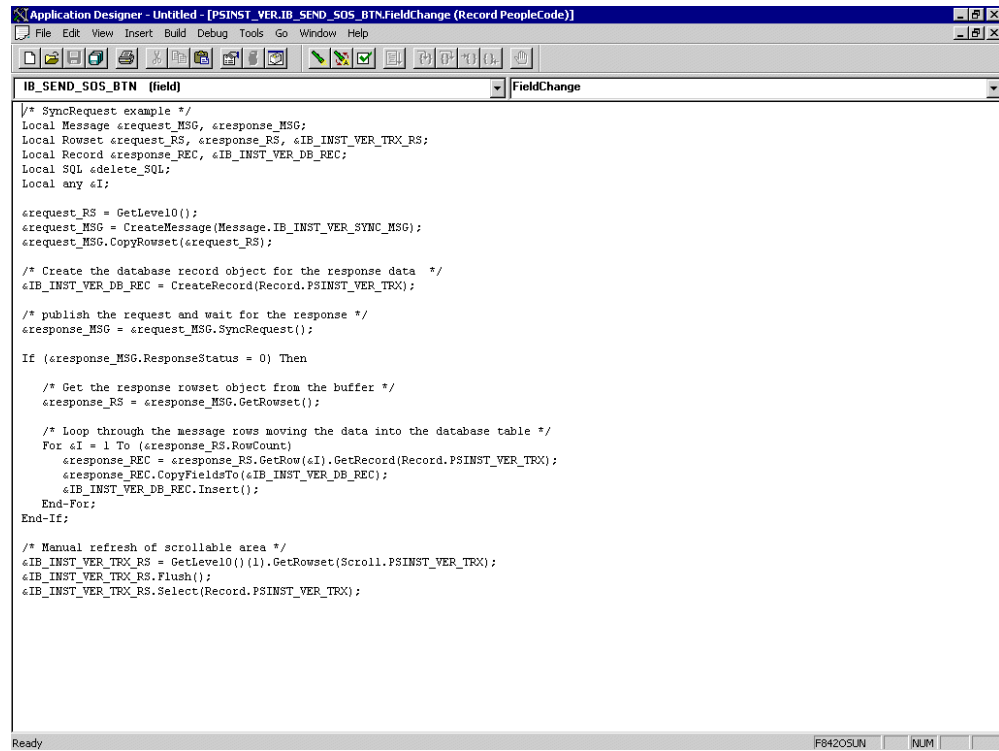 Application Designer - Untitled - [PSINST_VER.IB_SEND_SOS_BTN.FieldChange (Record PeopleCode)]
File Edit View Insert Build Debug Tools Go Window Help
IB_SEND_SOS_BTN (field)
FieldChange
/* SyncRequest example */
Local Message &request_MSG, &response_MSG;
Local Rowset &request_RS, &response_RS, &IB_INST_VER_TRX_RS;
Local Record &response_REC, &IB_INST_VER_DB_REC;
Local SQL &delete_SQL;
Local any &I;
&request_RS = GetLevel0();
&request_MSG = CreateMessage(Message.IB_INST_VER_SYNC_MSG);
&request_MSG.CopyRowset(&request_RS);
/* Create the database record object for the response data  */
&IB_INST_VER_DB_REC = CreateRecord(Record.PSINST_VER_TRX);
/* publish the request and wait for the response */
&response_MSG = &request_MSG.SyncRequest();
If (&response_MSG.ResponseStatus = 0) Then
/* Get the response rowset object from the buffer */
&response_RS = &response_MSG.GetRowset();
/* Loop through the message rows moving the data into the database table */
For &I = 1 To (&response_RS.RowCount)
&response_REC = &response_RS.GetRow(&I).GetRecord(Record.PSINST_VER_TRX);
&response_REC.CopyFieldsTo(&IB_INST_VER_DB_REC);
&IB_INST_VER_DB_REC.Insert();
End-For;
End-If;
/* Manual refresh of scrollable area */
&IB_INST_VER_TRX_RS = GetLevel0()(1).GetRowset(Scroll.PSINST_VER_TRX);
&IB_INST_VER_TRX_RS.Flush();
&IB_INST_VER_TRX_RS.Select(Record.PSINST_VER_TRX);
Ready
F842OSUN
NUM